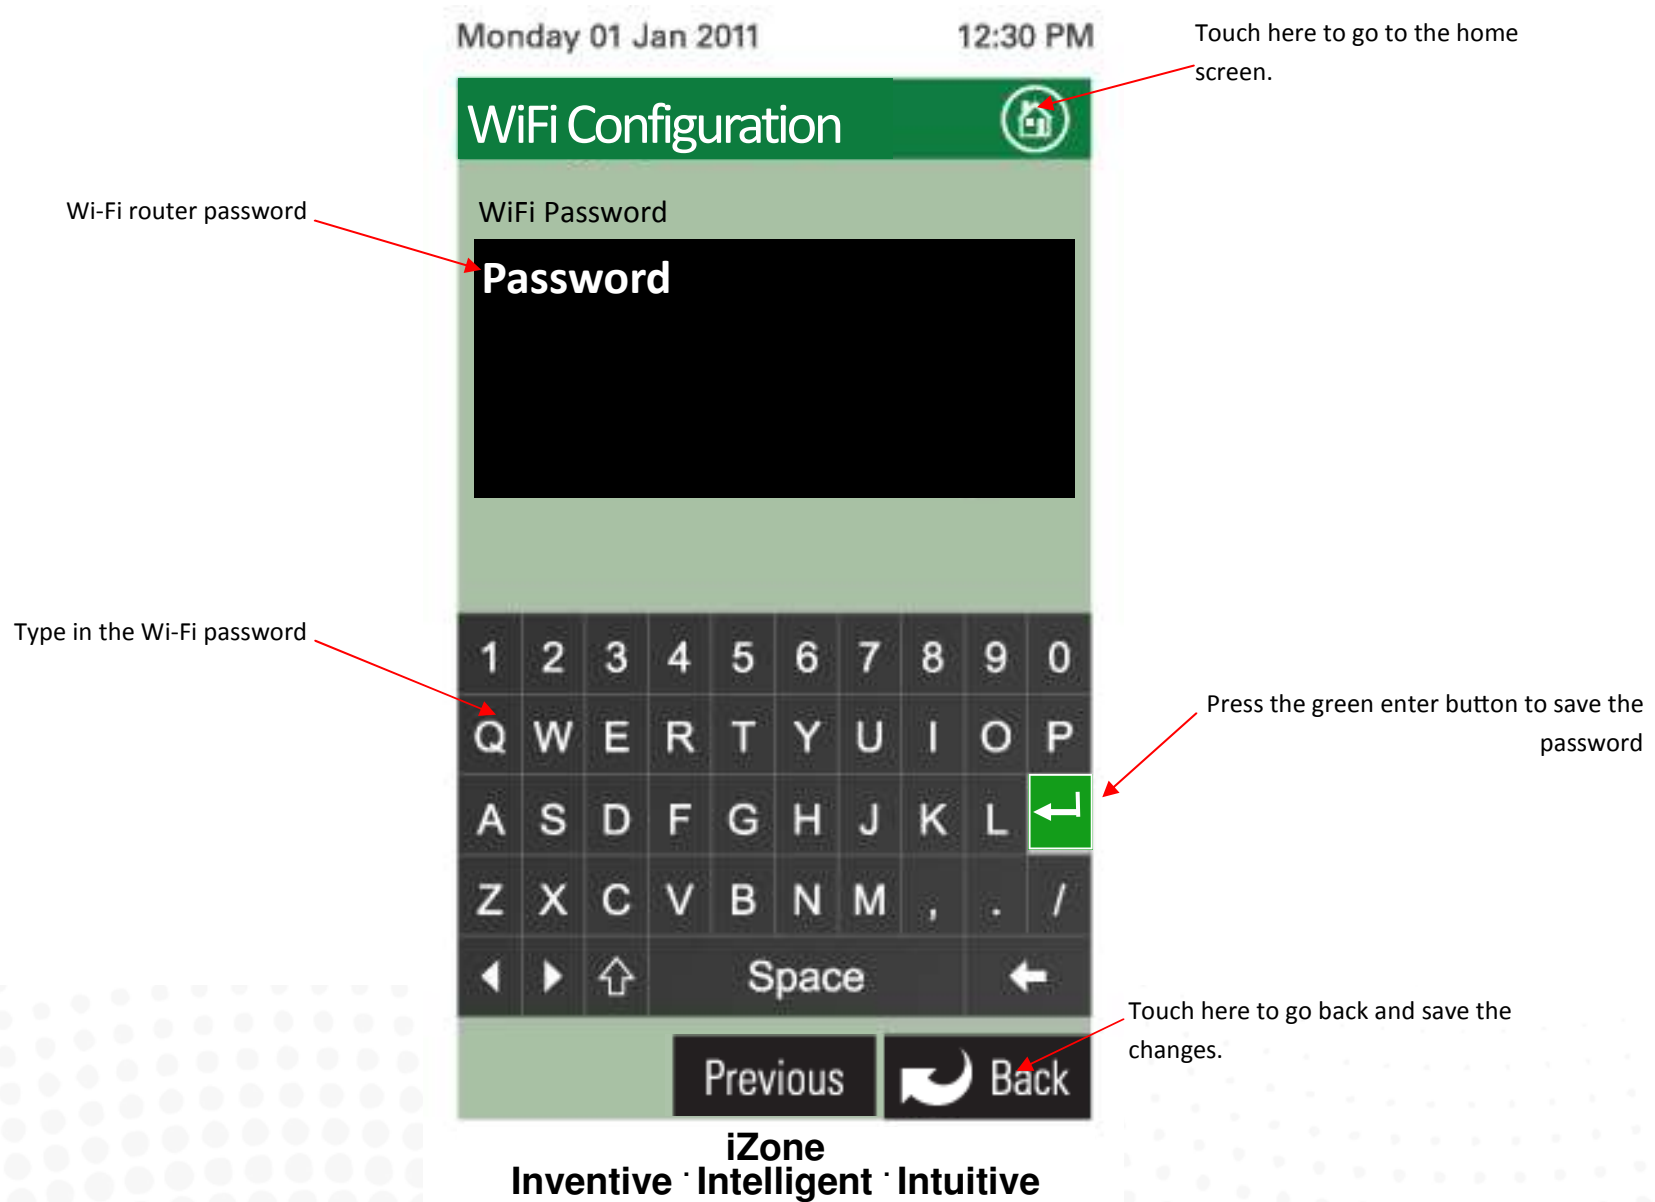 Monday 01 Jan 2011 12:30 PM
Touch here to go to the home
screen.
WiFi Configuration
Wi-Fi router password
WiFi Password
Password
Type in the Wi-Fi password
1 2 3 4 5 6 7 8 9 0
Q W E R T Y U I O P
Press the green enter button to save the
password
A S D F G H J K L
Z X C V B N M , . /
Space
Touch here to go back and save the
changes.
Previous Back
iZone
Inventive · Intelligent · Intuitive